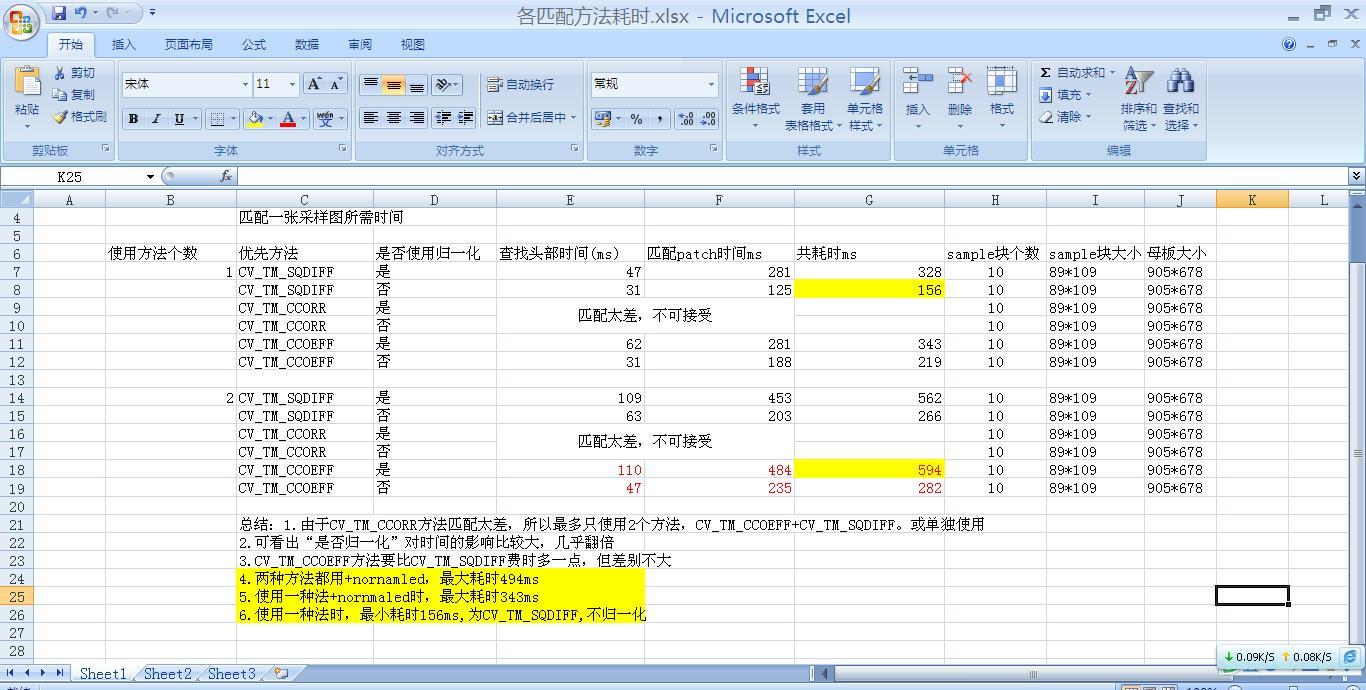 各匹配方法耗时.xlsx - Microsoft Excel
开始 插入 页面布局 公式 数据 审阅 视图
粘贴 剪切 复制 格式刷
宋体 11 B I U
自动换行 合并后居中
常规 % ,
条件格式 套用表格格式 单元格样式
插入 删除 格式
Σ 自动求和 填充 清除 排序和筛选 查找和选择
剪贴板 字体 对齐方式 数字 样式 单元格 编辑
K25 fx
A B C D E F G H I J K L
4 匹配一张采样图所需时间
5
6 使用方法个数 优先方法 是否使用归一化 查找头部时间(ms) 匹配patch时间ms 共耗时ms sample块个数 sample块大小 母板大小
7 1 CV_TM_SQDIFF 是 47 281 328 10 89*109 905*678
8 CV_TM_SQDIFF 否 31 125 156 10 89*109 905*678
9 CV_TM_CCORR 是 10 89*109 905*678
匹配太差，不可接受
10 CV_TM_CCORR 否 10 89*109 905*678
11 CV_TM_CCOEFF 是 62 281 343 10 89*109 905*678
12 CV_TM_CCOEFF 否 31 188 219 10 89*109 905*678
13
14 2 CV_TM_SQDIFF 是 109 453 562 10 89*109 905*678
15 CV_TM_SQDIFF 否 63 203 266 10 89*109 905*678
16 CV_TM_CCORR 是 10 89*109 905*678
匹配太差，不可接受
17 CV_TM_CCORR 否 10 89*109 905*678
18 CV_TM_CCOEFF 是 110 484 594 10 89*109 905*678
19 CV_TM_CCOEFF 否 47 235 282 10 89*109 905*678
20
21 总结：1.由于CV_TM_CCORR方法匹配太差，所以最多只使用2个方法，CV_TM_CCOEFF+CV_TM_SQDIFF。或单独使用
22 2.可看出“是否归一化”对时间的影响比较大，几乎翻倍
23 3.CV_TM_CCOEFF方法要比CV_TM_SQDIFF费时多一点，但差别不大
24 4.两种方法都用+nornamled，最大耗时494ms
25 5.使用一种法+nornmaled时，最大耗时343ms
26 6.使用一种法时，最小耗时156ms,为CV_TM_SQDIFF,不归一化
27
28
0.09K/S 0.08K/S
Sheet1 Sheet2 Sheet3